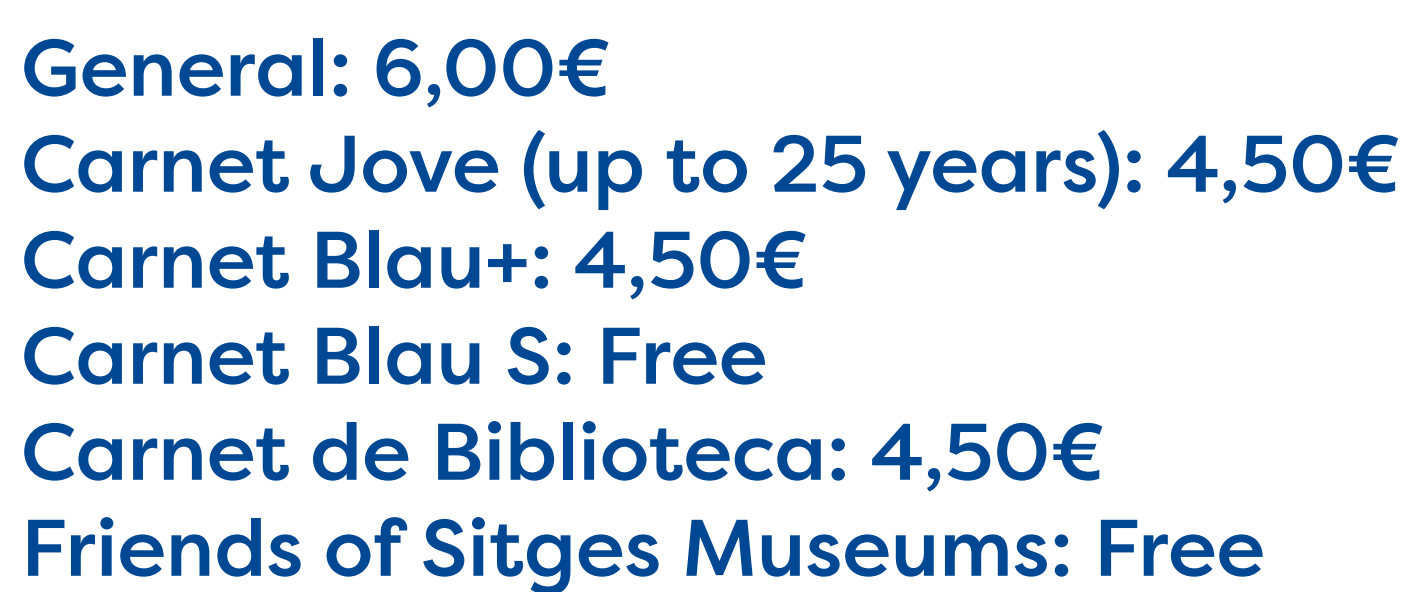 General: 6,00€
Carnet Jove (up to 25 years): 4,50€
Carnet Blau+: 4,50€
Carnet Blau S: Free
Carnet de Biblioteca: 4,50€
Friends of Sitges Museums: Free